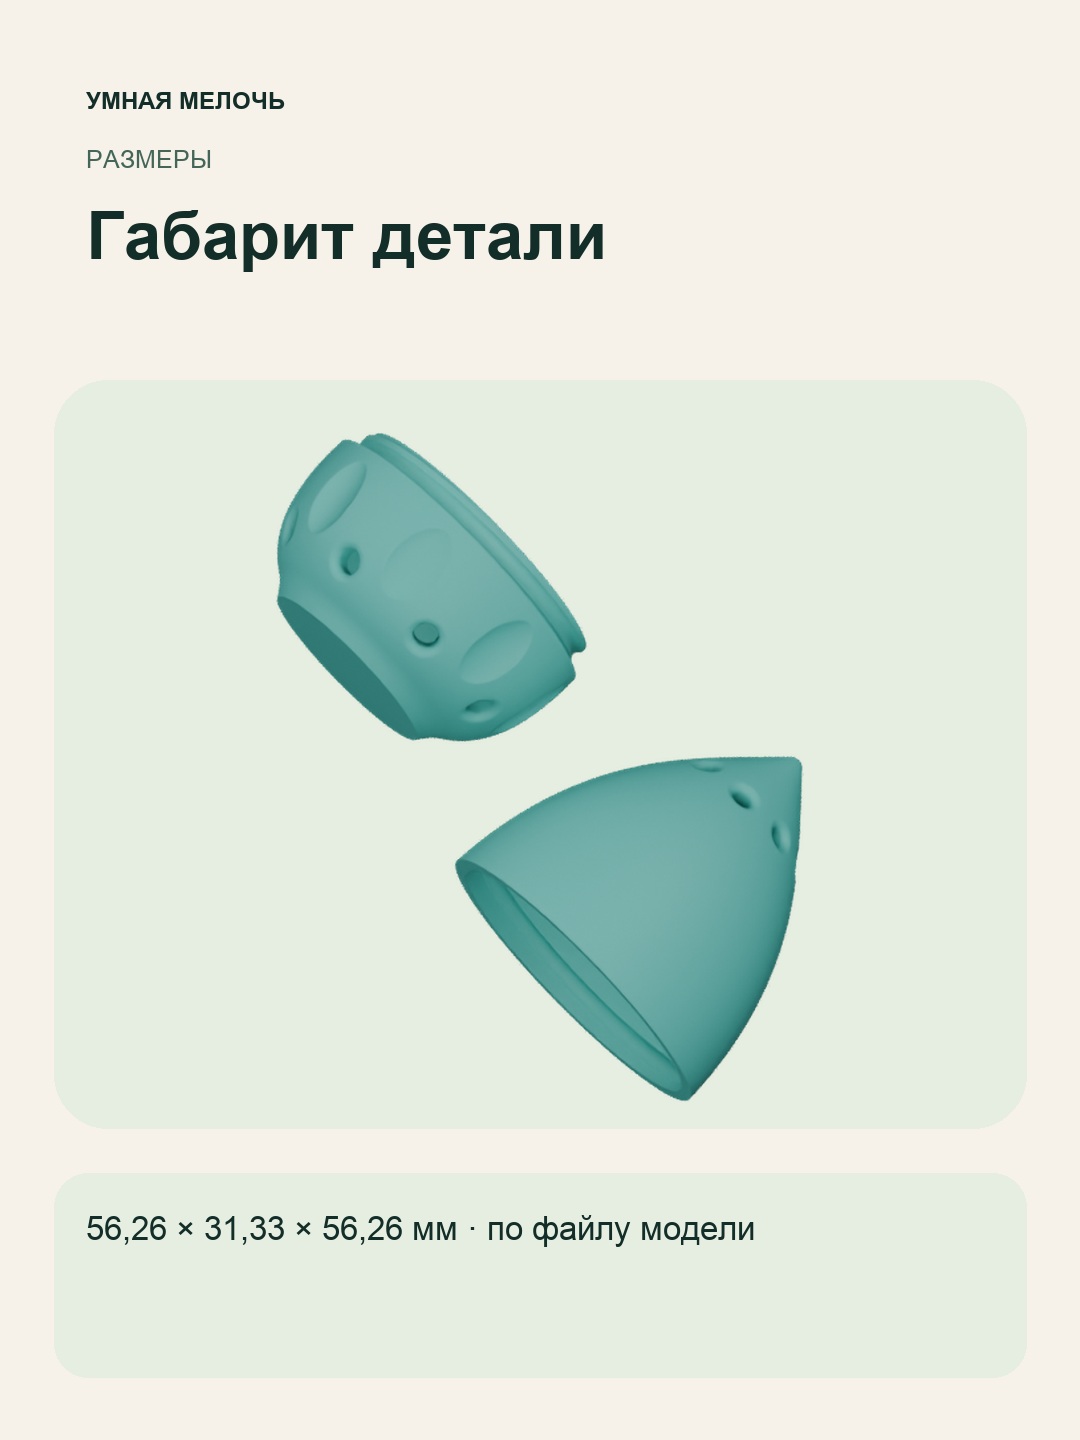 УМНАЯ МЕЛОЧЬ
РАЗМЕРЫ
Габарит детали
56,26 × 31,33 × 56,26 мм · по файлу модели